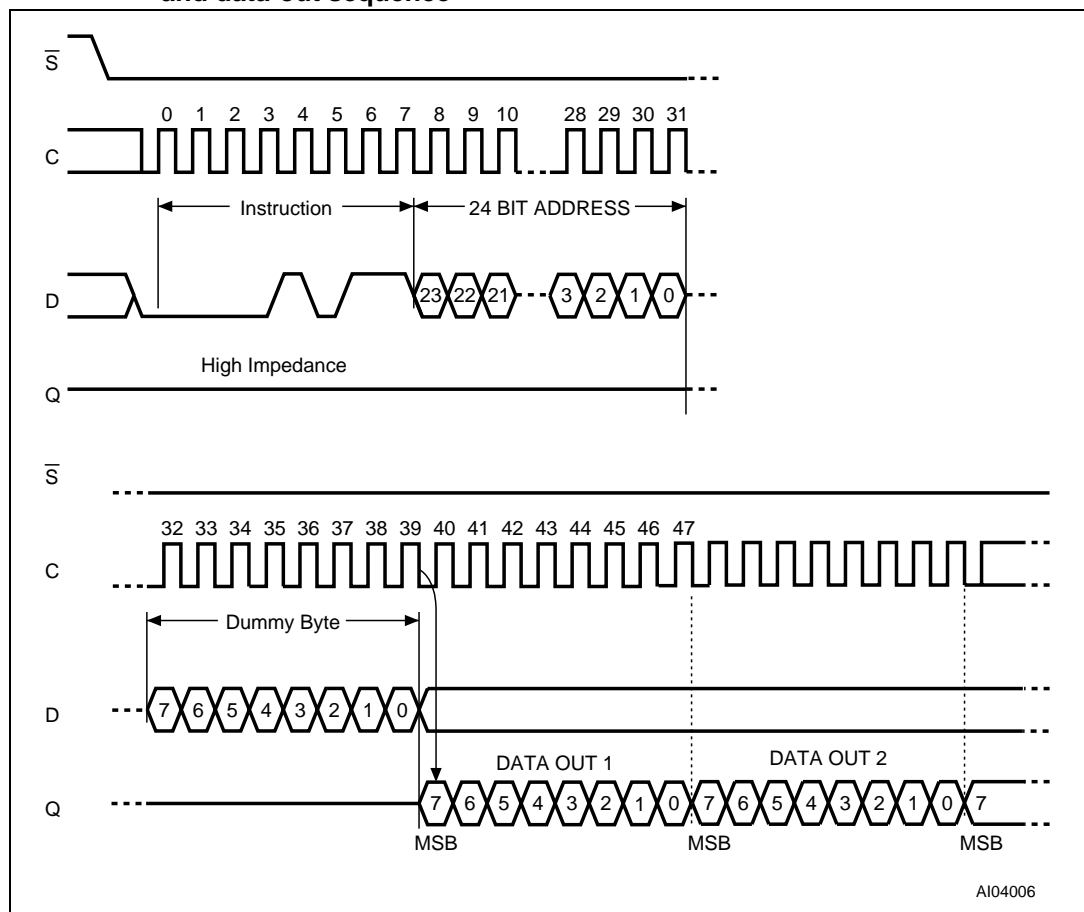 and data-out sequence
S
0 1 2 3 4 5 6 7 8 9 10 28 29 30 31
C
Instruction 24 BIT ADDRESS
D 23 22 21 3 2 1 0
High Impedance
Q
S
32 33 34 35 36 37 38 39 40 41 42 43 44 45 46 47
C
Dummy Byte
D 7 6 5 4 3 2 1 0
DATA OUT 1 DATA OUT 2
Q 7 6 5 4 3 2 1 0 7 6 5 4 3 2 1 0 7
MSB MSB MSB
AI04006